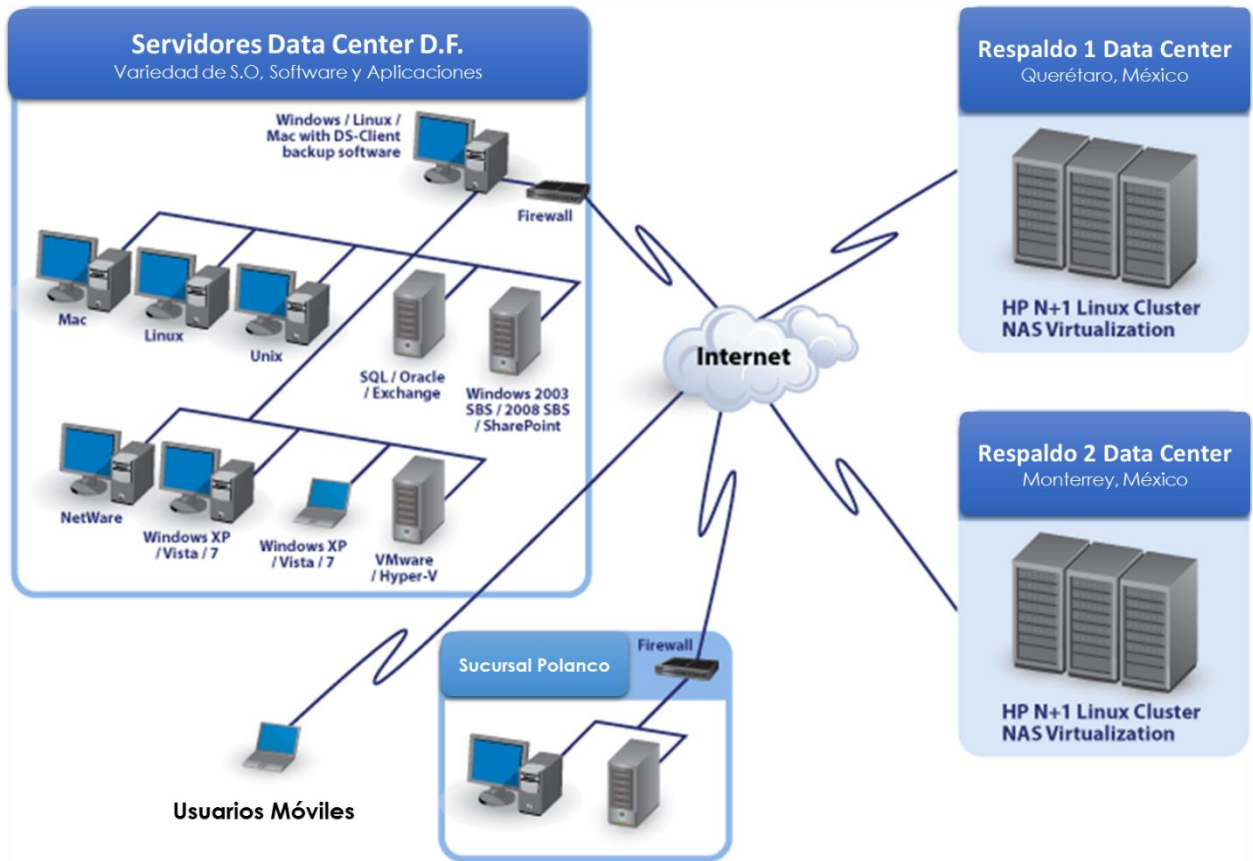 Servidores Data Center D.F.
Variedad de S.O, Software y Aplicaciones
Windows / Linux /
Mac with DS-Client
backup software
Firewall
Mac
Linux
Unix
SQL / Oracle
/ Exchange
Windows 2003
SBS / 2008 SBS
/ SharePoint
NetWare
Windows XP
/ Vista / 7
Windows XP
/ Vista / 7
VMware
/ Hyper-V
Internet
Respaldo 1 Data Center
Querétaro, México
HP N+1 Linux Cluster
NAS Virtualization
Respaldo 2 Data Center
Monterrey, México
HP N+1 Linux Cluster
NAS Virtualization
Sucursal Polanco
Firewall
Usuarios Móviles